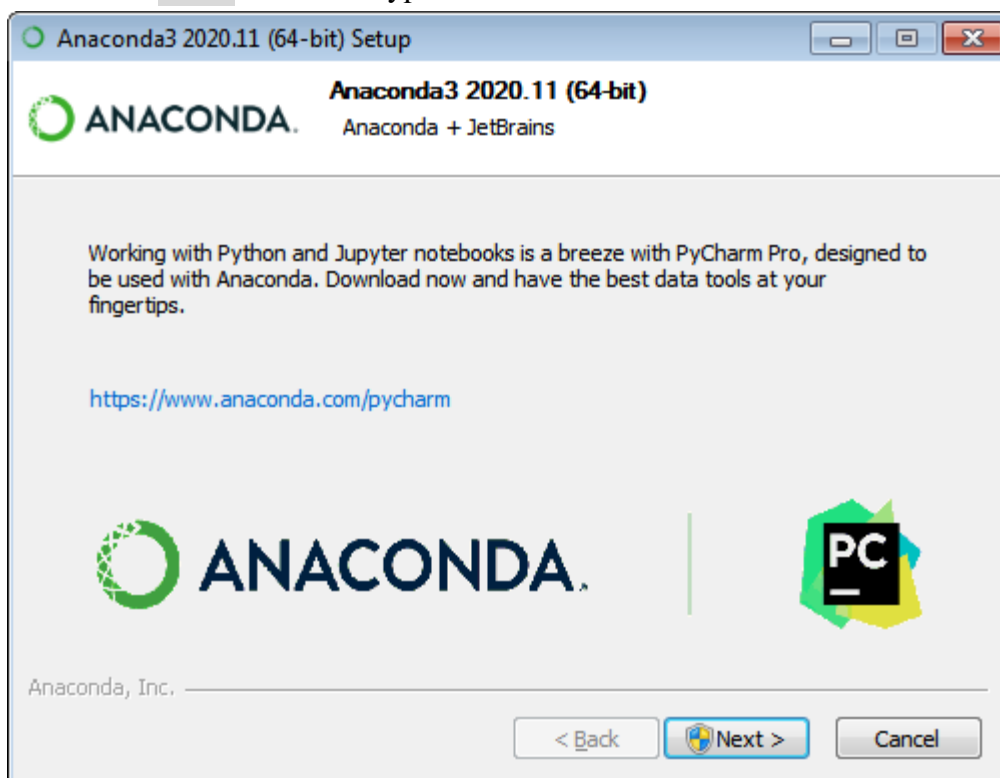 Anaconda3 2020.11 (64-bit) Setup
Anaconda3 2020.11 (64-bit)
ANACONDA.
Anaconda + JetBrains
Working with Python and Jupyter notebooks is a breeze with PyCharm Pro, designed to
be used with Anaconda. Download now and have the best data tools at your
fingertips.
https://www.anaconda.com/pycharm
ANACONDA.
PC
Anaconda, Inc.
< Back
Next >
Cancel